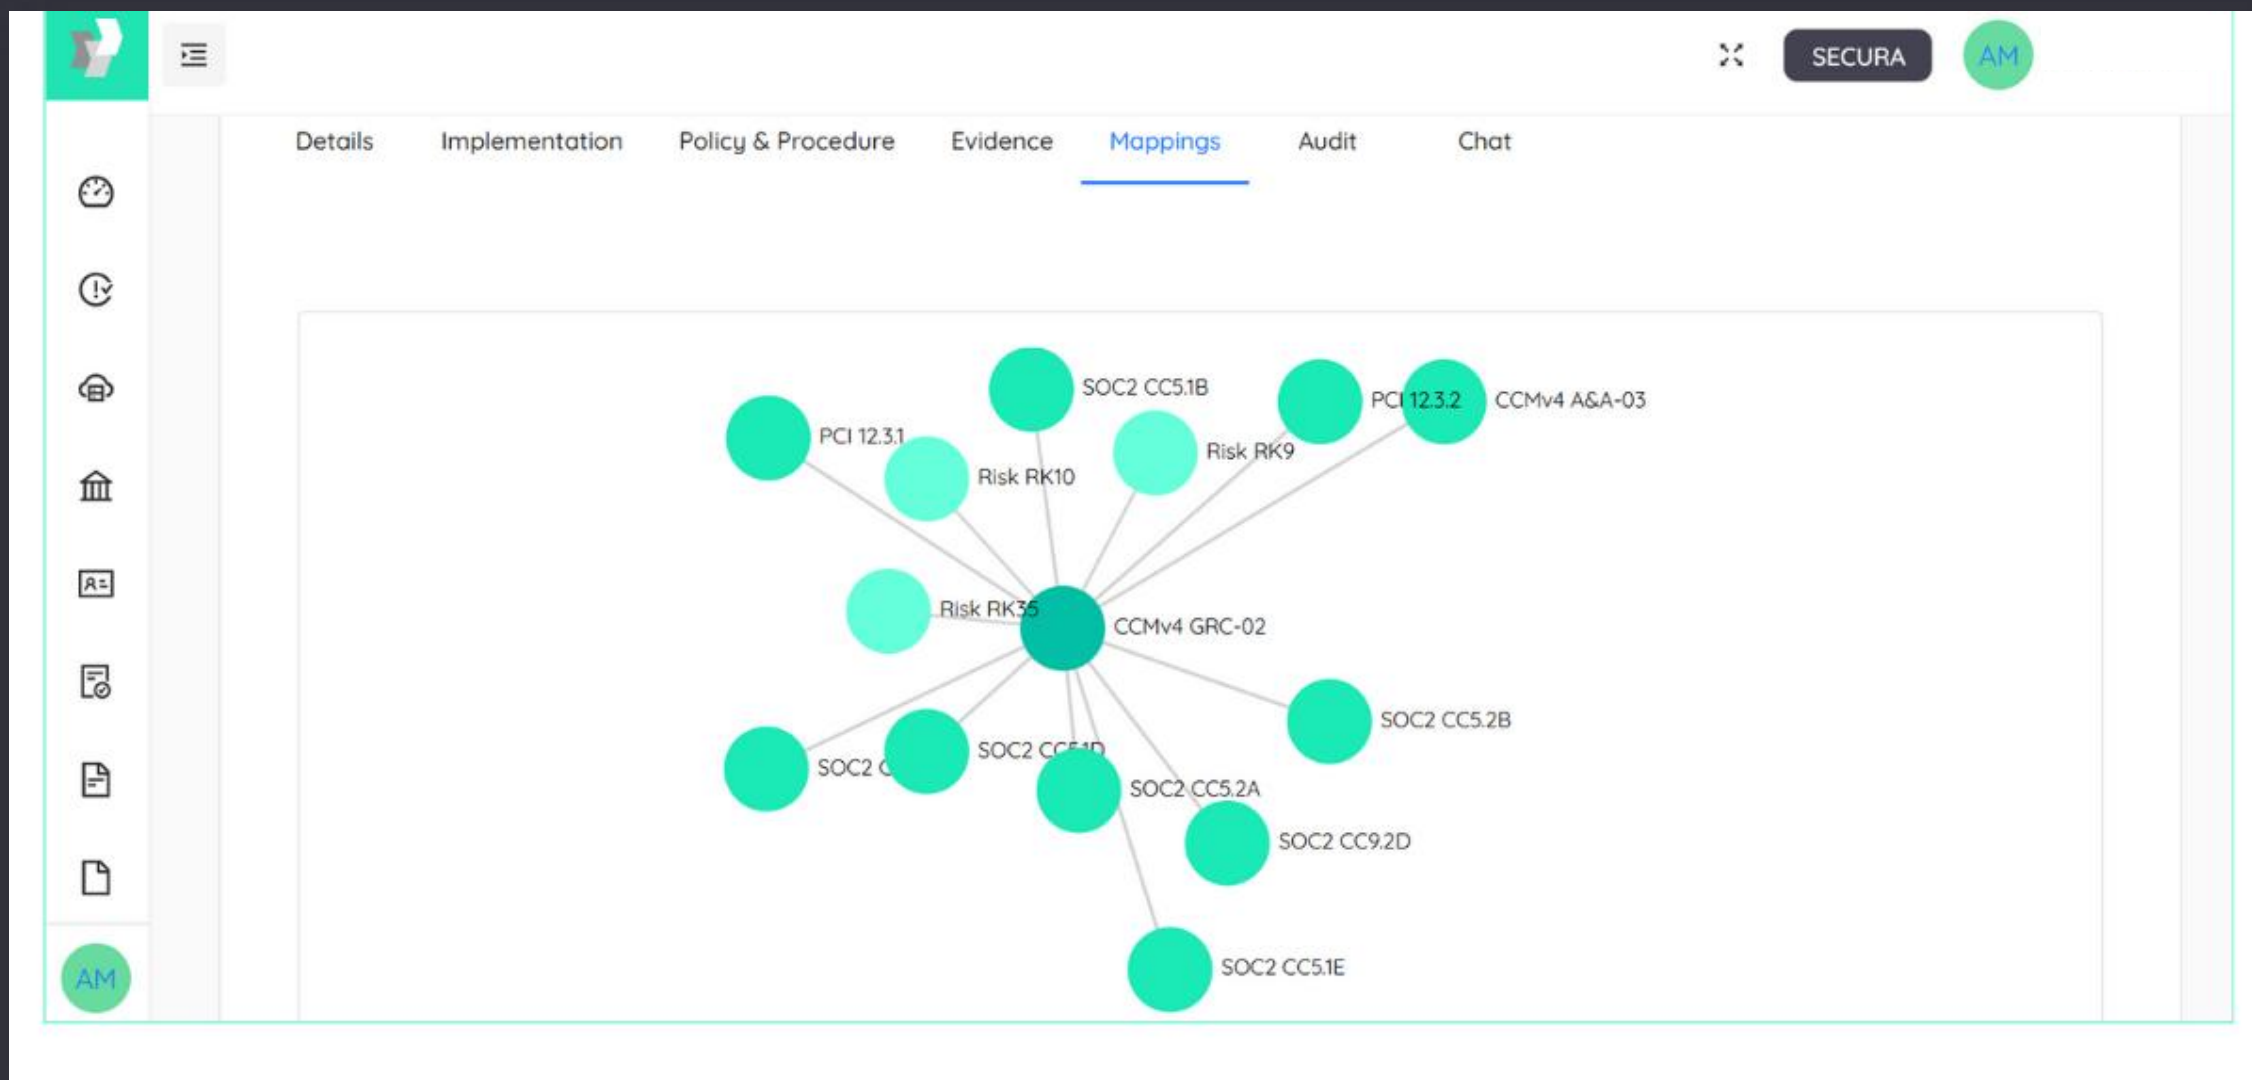 SECURA
AM
Details
Implementation
Policy & Procedure
Evidence
Mappings
Audit
Chat
SOC2 CC5.1B
PCI 12.3.2
CCMv4 A&A-03
PCI 12.3.1
Risk RK9
Risk RK10
Risk RK35
CCMv4 GRC-02
SOC2 CC5.2B
SOC2 CC5.1D
SOC2
SOC2 CC5.2A
SOC2 CC9.2D
SOC2 CC5.1E
AM